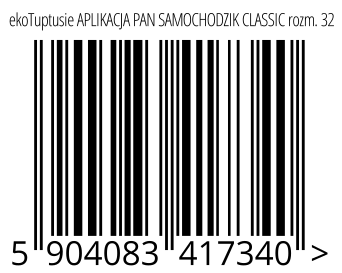 ekoTuptusie APLIKACJA PAN SAMOCHODZIK CLASSIC rozm. 32
5 904083 417340 >